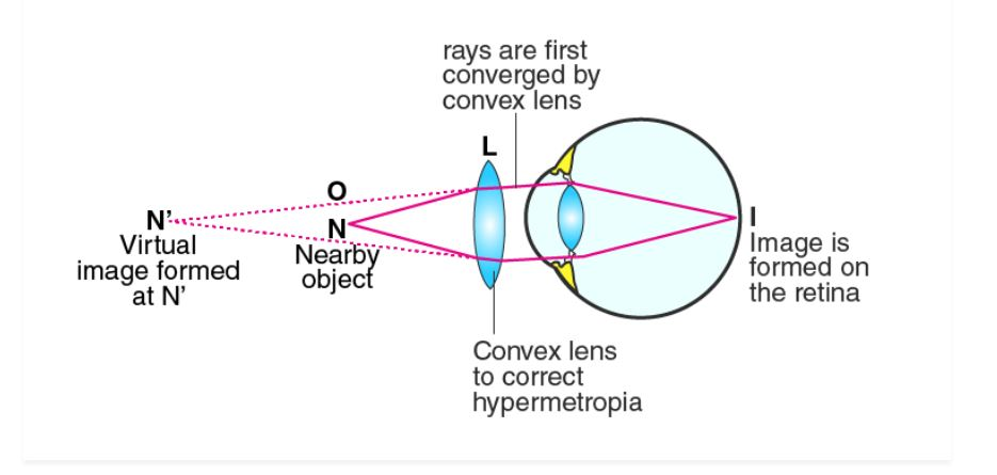 rays are first
converged by
convex lens
L
O
N'
N
Virtual
image formed
at N'
Nearby
object
I
Image is
formed on
the retina
Convex lens
to correct
hypermetropia